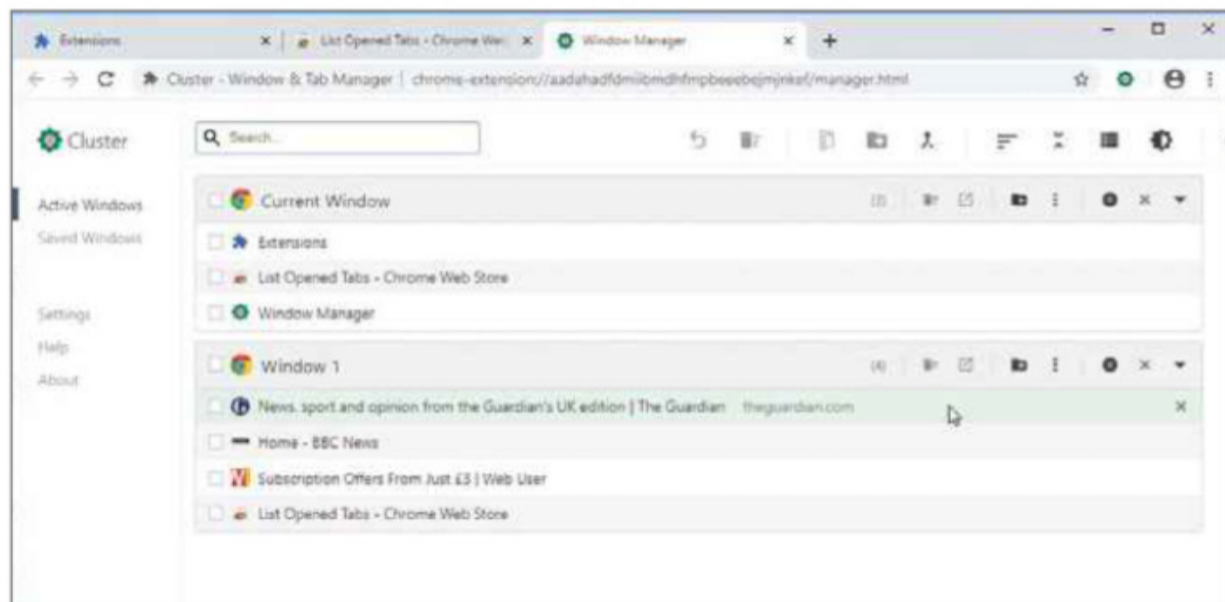 Extensions
List Opened Tabs - Chrome Web
Window Manager
Cluster - Window & Tab Manager | chrome-extension://aadahadfdmiibmdhfmpbeeebejmjnkef/manager.html
Cluster
Search...
Active Windows
Saved Windows
Settings
Help
About
Current Window
(3)
Extensions
List Opened Tabs - Chrome Web Store
Window Manager
Window 1
(4)
News, sport and opinion from the Guardian's UK edition | The Guardian theguardian.com
Home - BBC News
Subscription Offers From Just £3 | Web User
List Opened Tabs - Chrome Web Store